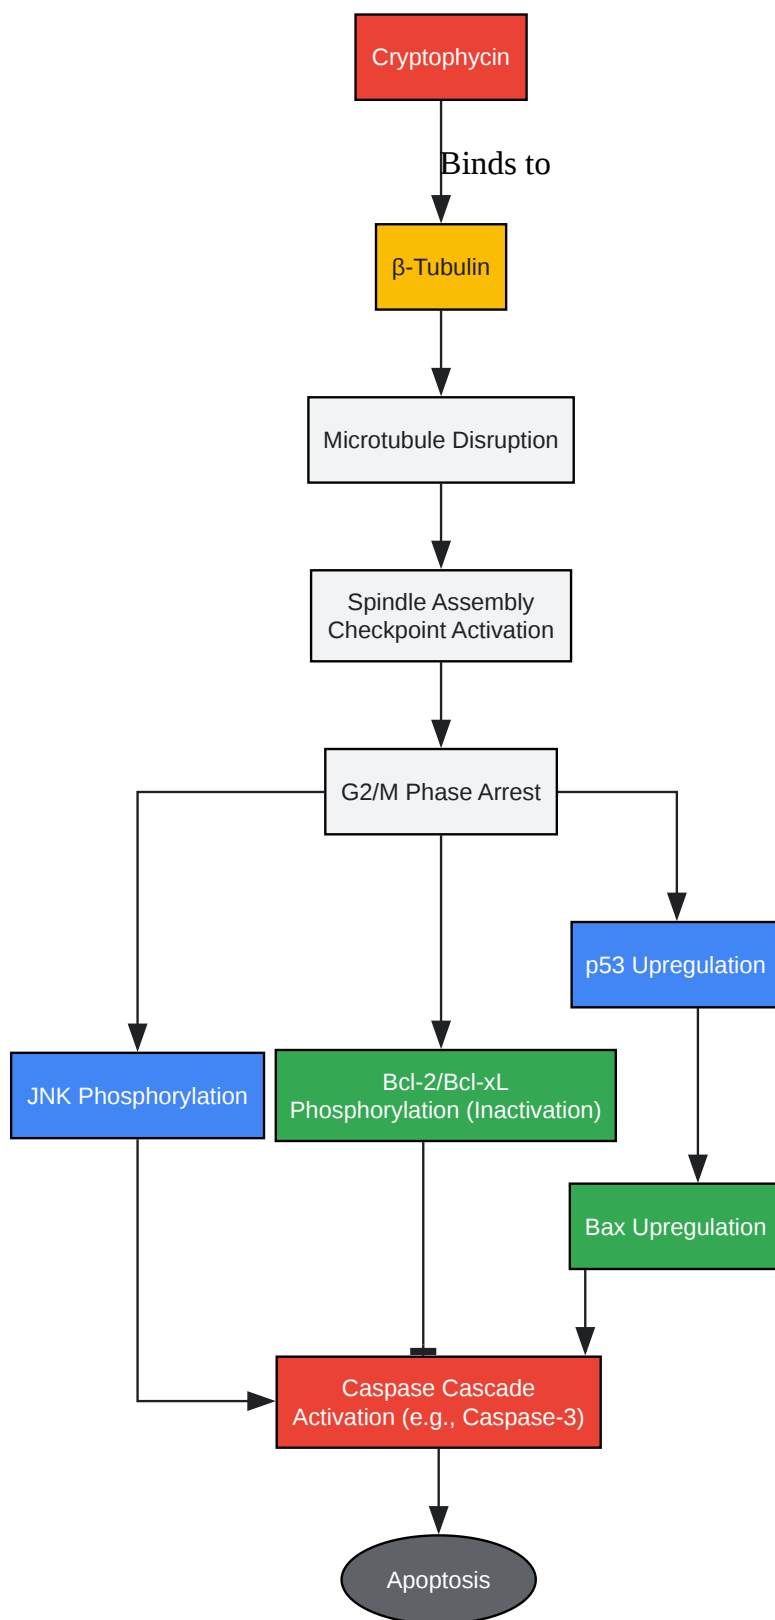 Cryptophycin
Binds to
β-Tubulin
Microtubule Disruption
Spindle Assembly
Checkpoint Activation
G2/M Phase Arrest
p53 Upregulation
JNK Phosphorylation
Bcl-2/Bcl-xL
Phosphorylation (Inactivation)
Bax Upregulation
Caspase Cascade
Activation (e.g., Caspase-3)
Apoptosis